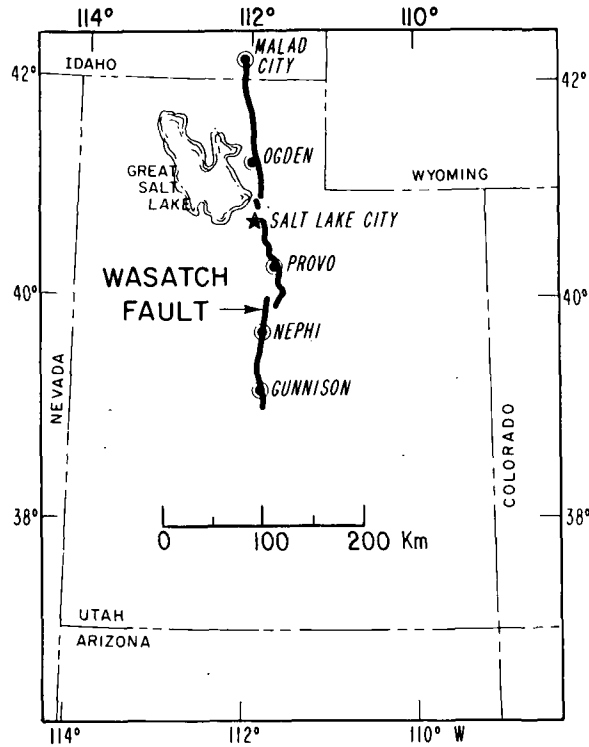 114° 112° 110°
MALAD
CITY
42° IDAHO 42°
OGDEN
GREAT
SALT
LAKE
WYOMING
SALT LAKE CITY
PROVO
WASATCH
FAULT
40° 40°
NEPHI
GUNNISON
NEVADA
COLORADO
38° 38°
0 100 200 Km
UTAH
ARIZONA
114° 112° 110° W